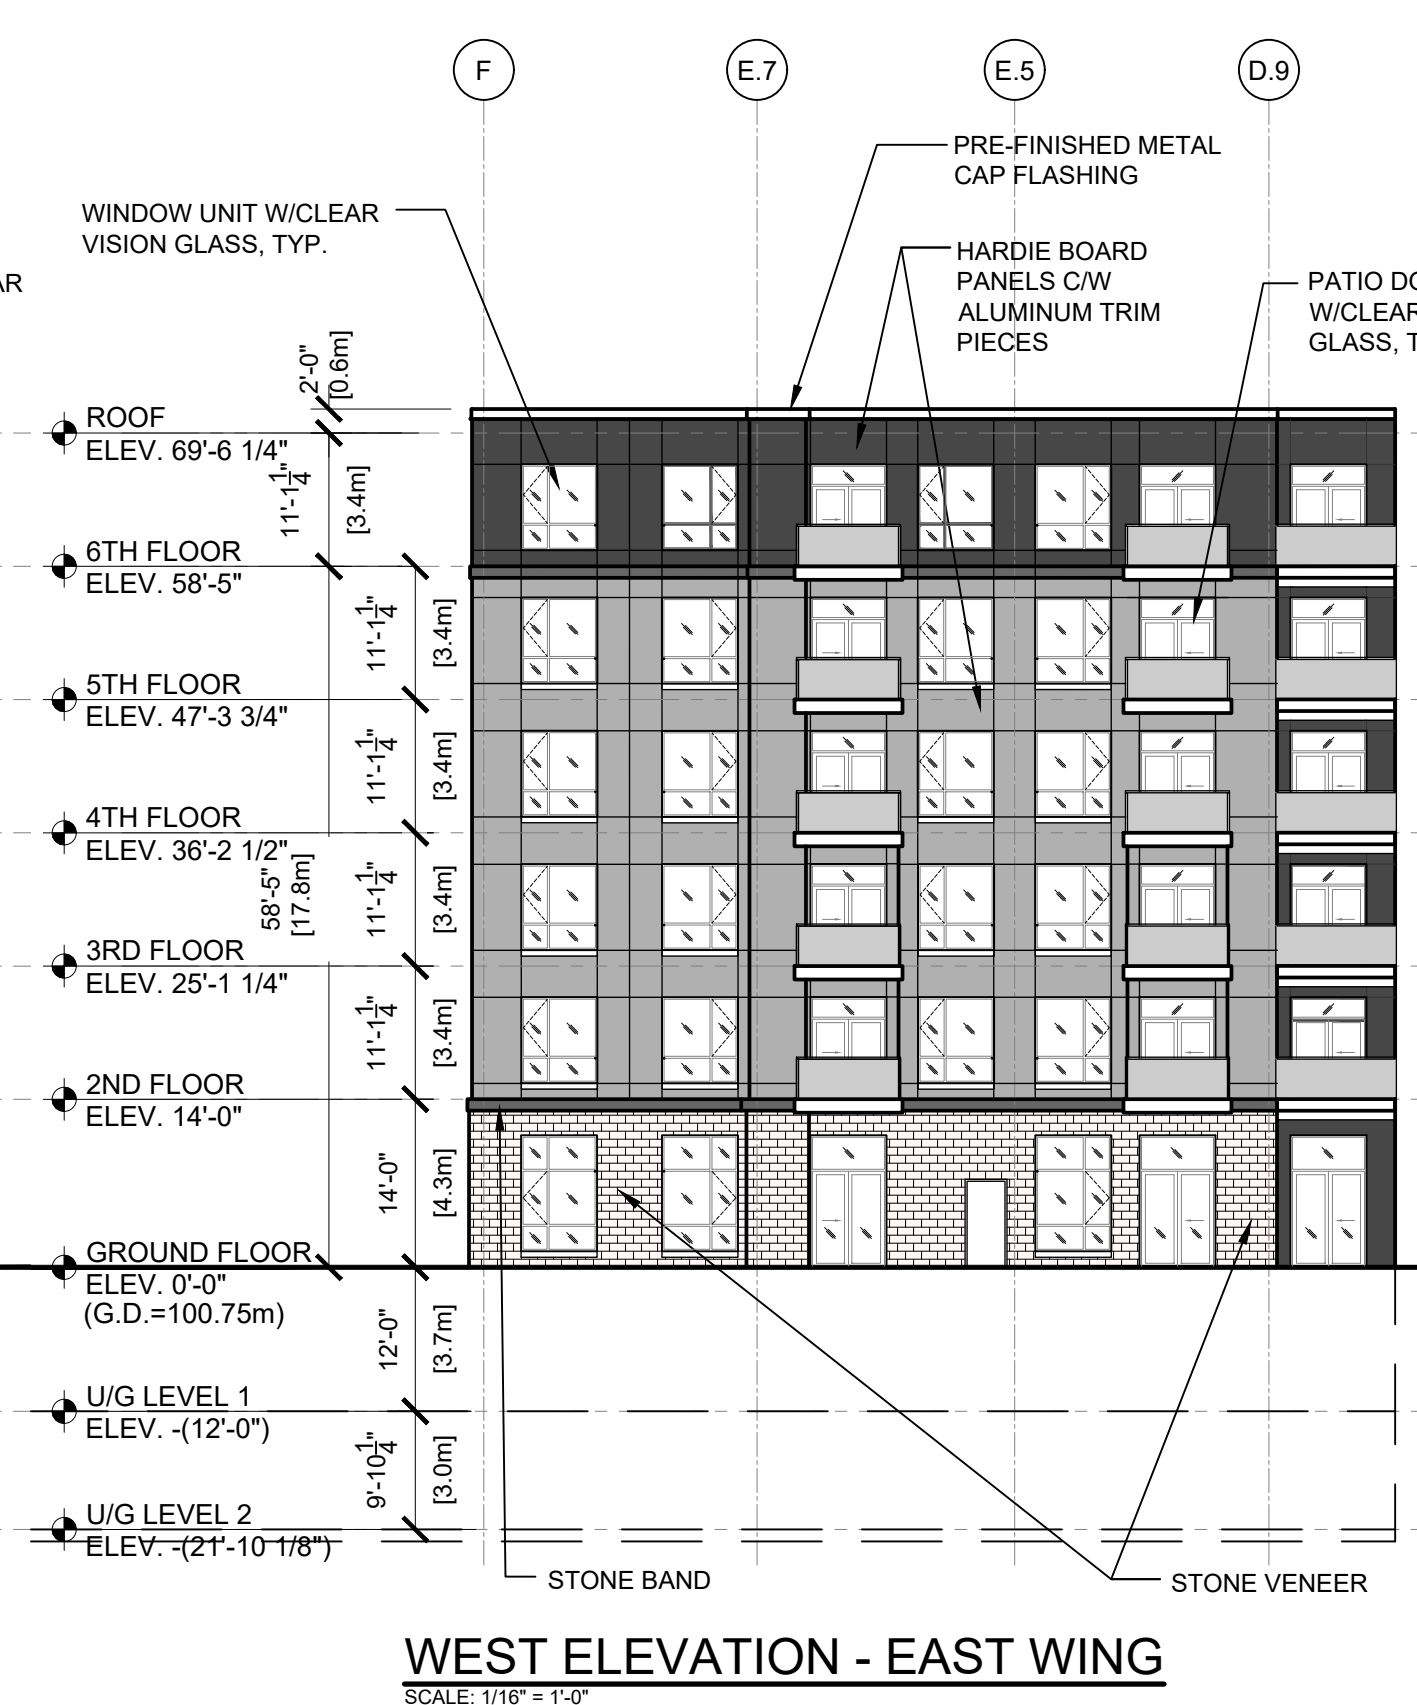 F
E.7
E.5
D.9
PRE-FINISHED METAL
CAP FLASHING
WINDOW UNIT W/CLEAR
VISION GLASS, TYP.
HARDIE BOARD
PANELS C/W
ALUMINUM TRIM
PIECES
AR
PATIO DO
W/CLEAR
GLASS, T
2'-0"
[0.6m]
ROOF
ELEV. 69'-6 1/4"
11'-1 1/4"
[3.4m]
6TH FLOOR
ELEV. 58'-5"
11'-1 1/4"
[3.4m]
5TH FLOOR
ELEV. 47'-3 3/4"
11'-1 1/4"
[3.4m]
4TH FLOOR
ELEV. 36'-2 1/2"
58'-5"
[17.8m]
11'-1 1/4"
[3.4m]
3RD FLOOR
ELEV. 25'-1 1/4"
11'-1 1/4"
[3.4m]
2ND FLOOR
ELEV. 14'-0"
14'-0"
[4.3m]
GROUND FLOOR
ELEV. 0'-0"
(G.D.=100.75m)
12'-0"
[3.7m]
U/G LEVEL 1
ELEV. -(12'-0")
9'-10 1/4"
[3.0m]
U/G LEVEL 2
ELEV. -(21'-10 1/8")
STONE BAND
STONE VENEER
WEST ELEVATION - EAST WING
SCALE: 1/16" = 1'-0"